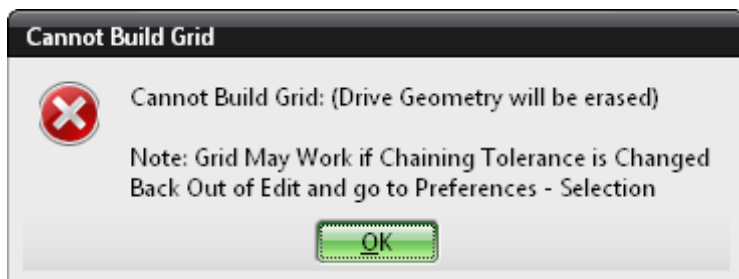 Cannot Build Grid
Cannot Build Grid: (Drive Geometry will be erased)
Note: Grid May Work if Chaining Tolerance is Changed
Back Out of Edit and go to Preferences - Selection
OK